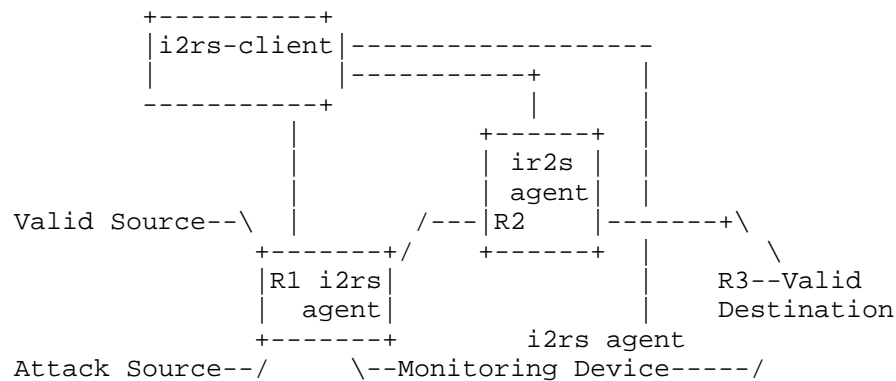 +----------+
|i2rs-client|-------------------
|           |-----------+      |
-----------+            |      |
|           +------+   |
|           | ir2s |   |
|           | agent|   |
Valid Source--\  |       /---|R2    |-------+\
+-------+/    +------+   |     \
|R1 i2rs|                |    R3--Valid
|  agent|                |    Destination
+-------+        i2rs agent
Attack Source--/     \--Monitoring Device-----/